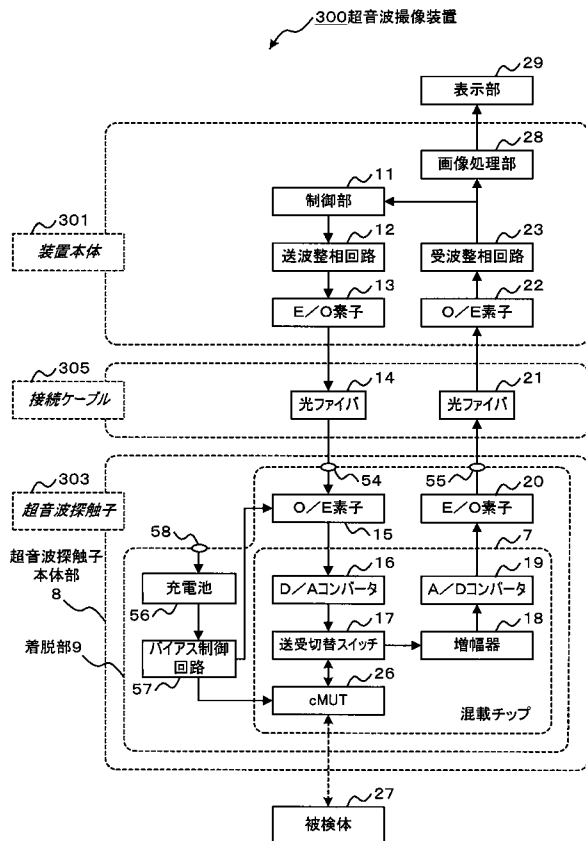 300超音波撮像装置
29
表示部
28
画像処理部
11
制御部
301
装置本体
12
送波整相回路
23
受波整相回路
13
E/O素子
22
O/E素子
305
接続ケーブル
14
光ファイバ
21
光ファイバ
303
超音波探触子
54
55
O/E素子
15
20
E/O素子
超音波探触子
本体部
8
58
充電池
56
7
16
D/Aコンバータ
19
A/Dコンバータ
着脱部9
バイアス制御
回路
57
17
送受切替スイッチ
18
増幅器
26
cMUT
混載チップ
27
被検体